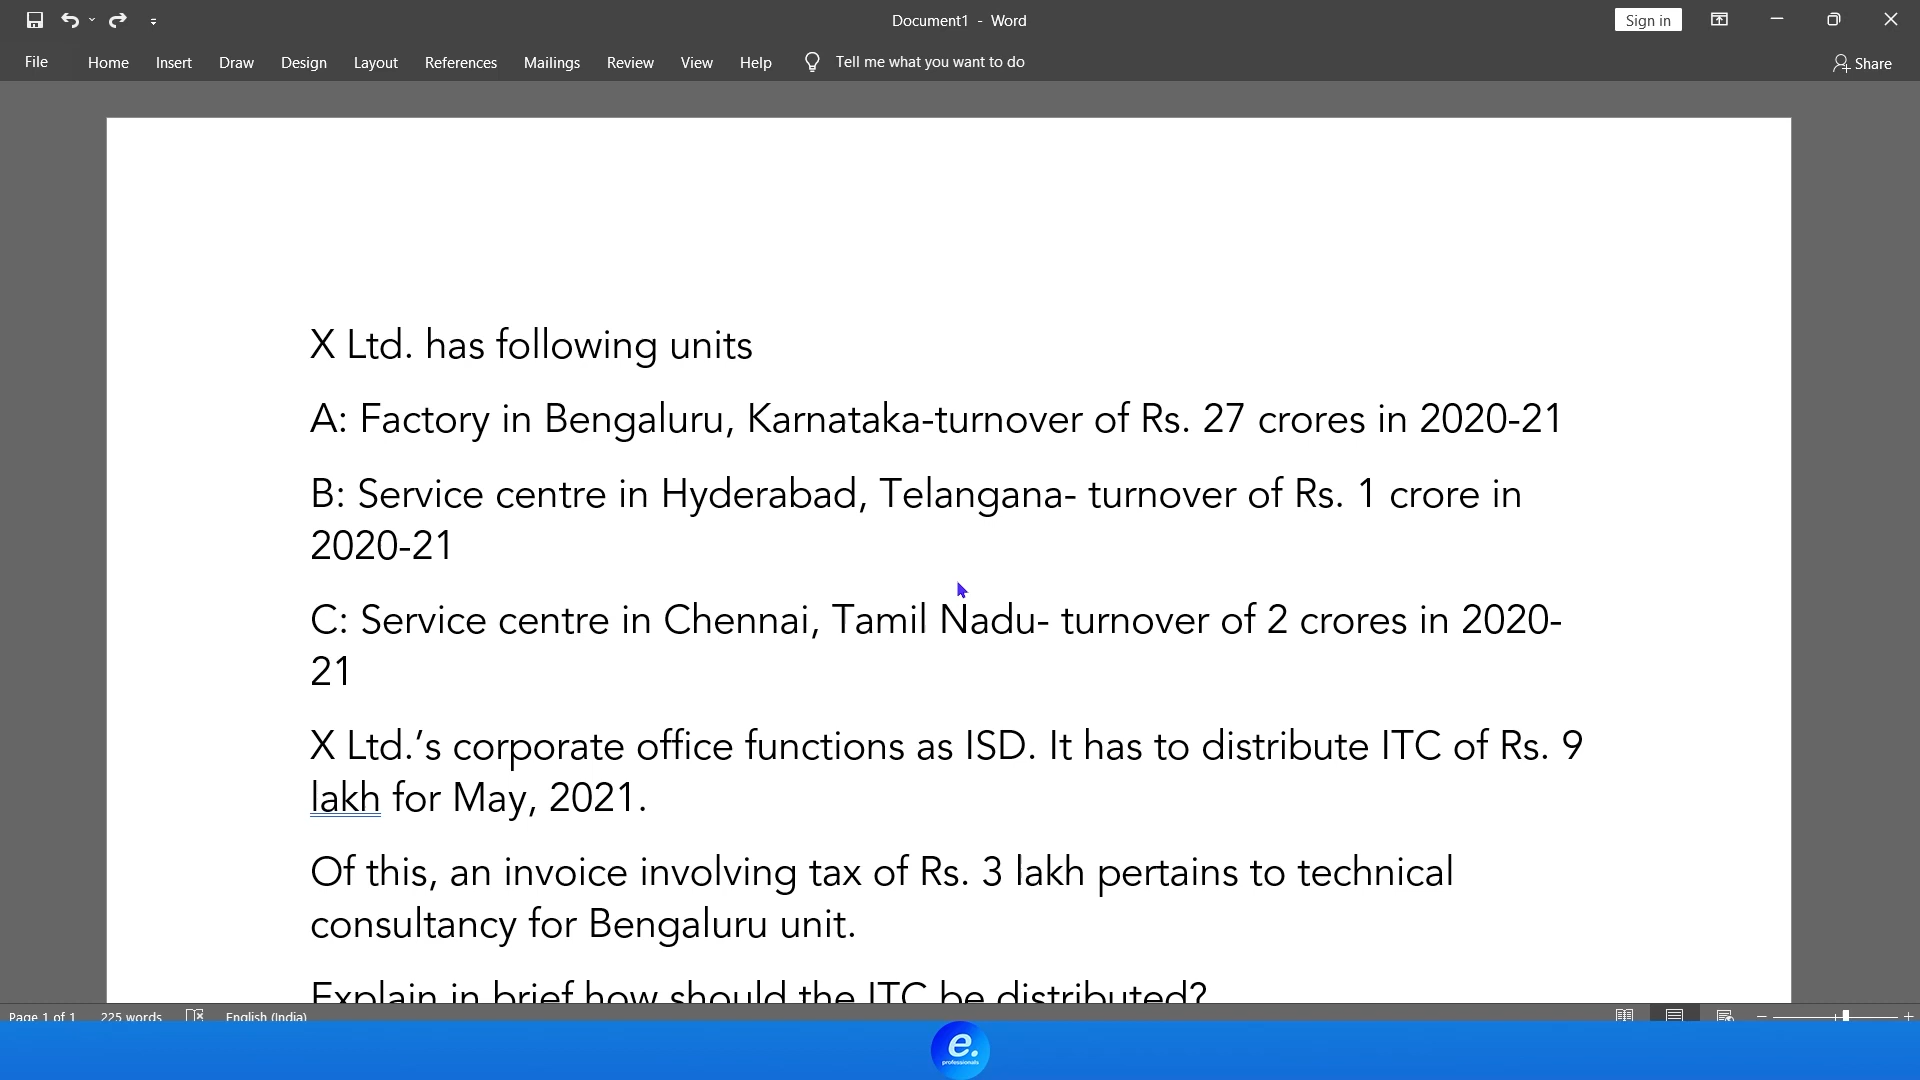 Document1 - Word
Sign in
File Home Insert Draw Design Layout References Mailings Review View Help Tell me what you want to do
Share
X Ltd. has following units
A: Factory in Bengaluru, Karnataka-turnover of Rs. 27 crores in 2020-21
B: Service centre in Hyderabad, Telangana- turnover of Rs. 1 crore in
2020-21
C: Service centre in Chennai, Tamil Nadu- turnover of 2 crores in 2020-
21
X Ltd.’s corporate office functions as ISD. It has to distribute ITC of Rs. 9
lakh for May, 2021.
Of this, an invoice involving tax of Rs. 3 lakh pertains to technical
consultancy for Bengaluru unit.
Explain in brief how should the ITC be distributed?
Page 1 of 1 225 words English (India)
e.
professionals